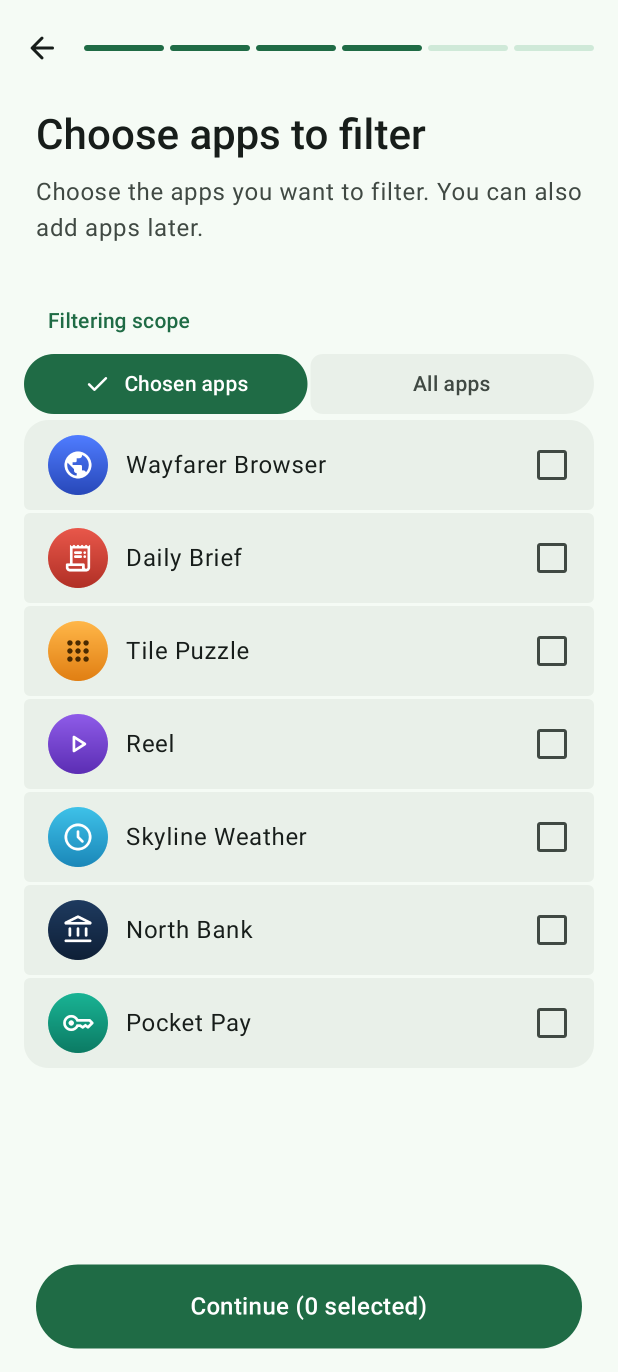 Choose apps to filter
Choose the apps you want to filter. You can also
add apps later.
Filtering scope
Chosen apps
All apps
Wayfarer Browser
Daily Brief
Tile Puzzle
Reel
Skyline Weather
North Bank
Pocket Pay
Continue (0 selected)